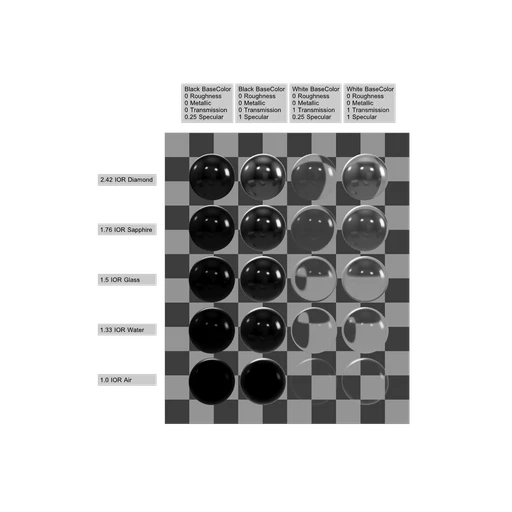 Black BaseColor
0 Roughness
0 Metallic
0 Transmission
0.25 Specular
Black BaseColor
0 Roughness
0 Metallic
0 Transmission
1 Specular
White BaseColor
0 Roughness
0 Metallic
1 Transmission
0.25 Specular
White BaseColor
0 Roughness
0 Metallic
1 Transmission
1 Specular
2.42 IOR Diamond
1.76 IOR Sapphire
1.5 IOR Glass
1.33 IOR Water
1.0 IOR Air